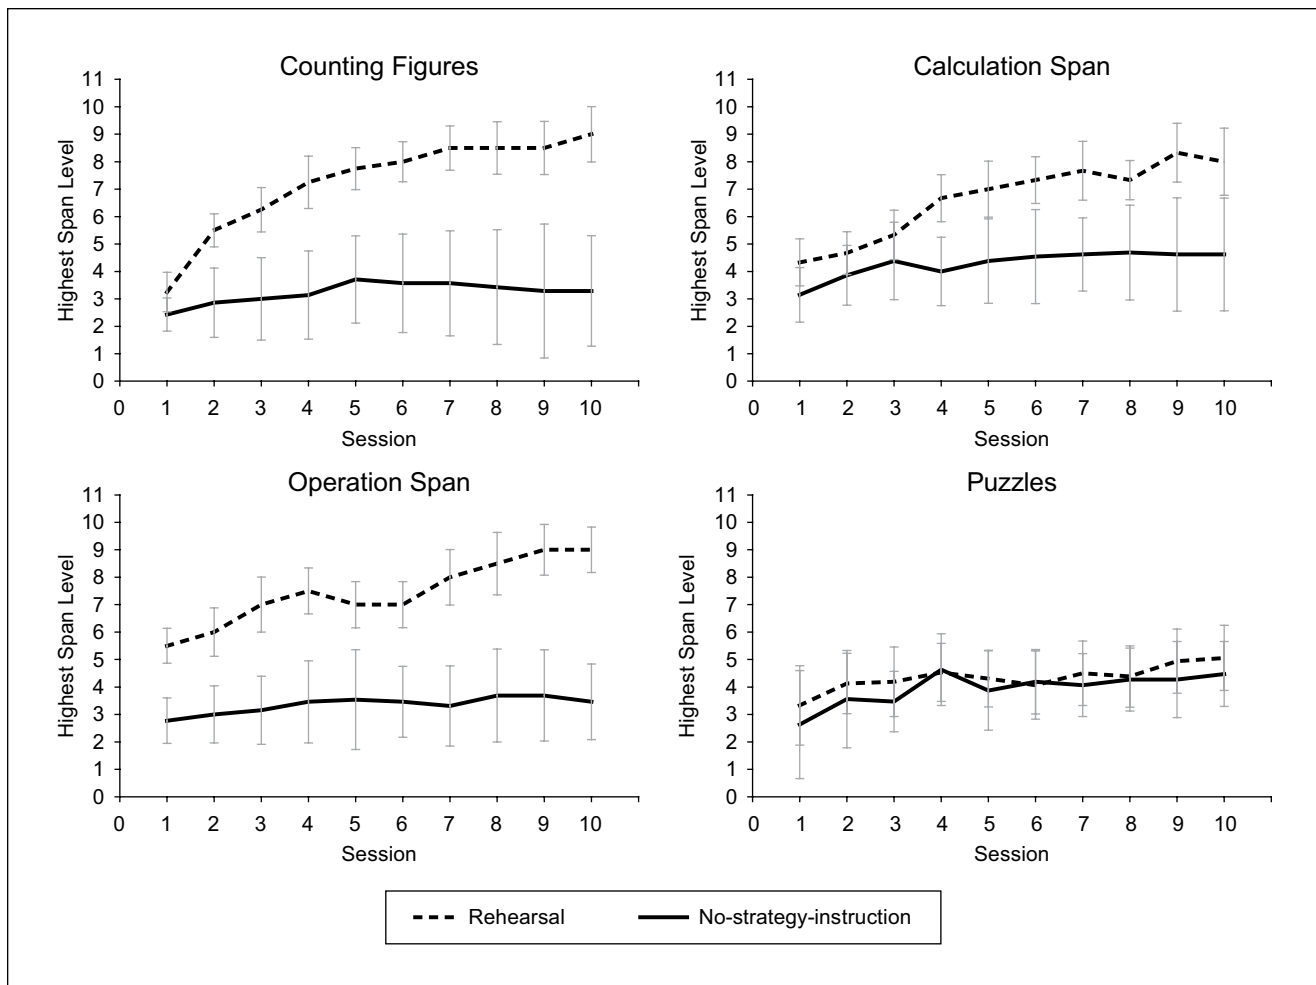 Counting Figures
Highest Span Level
11
10
9
8
7
6
5
4
3
2
1
0
0 1 2 3 4 5 6 7 8 9 10
Session
Calculation Span
Highest Span Level
11
10
9
8
7
6
5
4
3
2
1
0
0 1 2 3 4 5 6 7 8 9 10
Session
Operation Span
Highest Span Level
11
10
9
8
7
6
5
4
3
2
1
0
0 1 2 3 4 5 6 7 8 9 10
Session
Puzzles
Highest Span Level
11
10
9
8
7
6
5
4
3
2
1
0
0 1 2 3 4 5 6 7 8 9 10
Session
Rehearsal
No-strategy-instruction